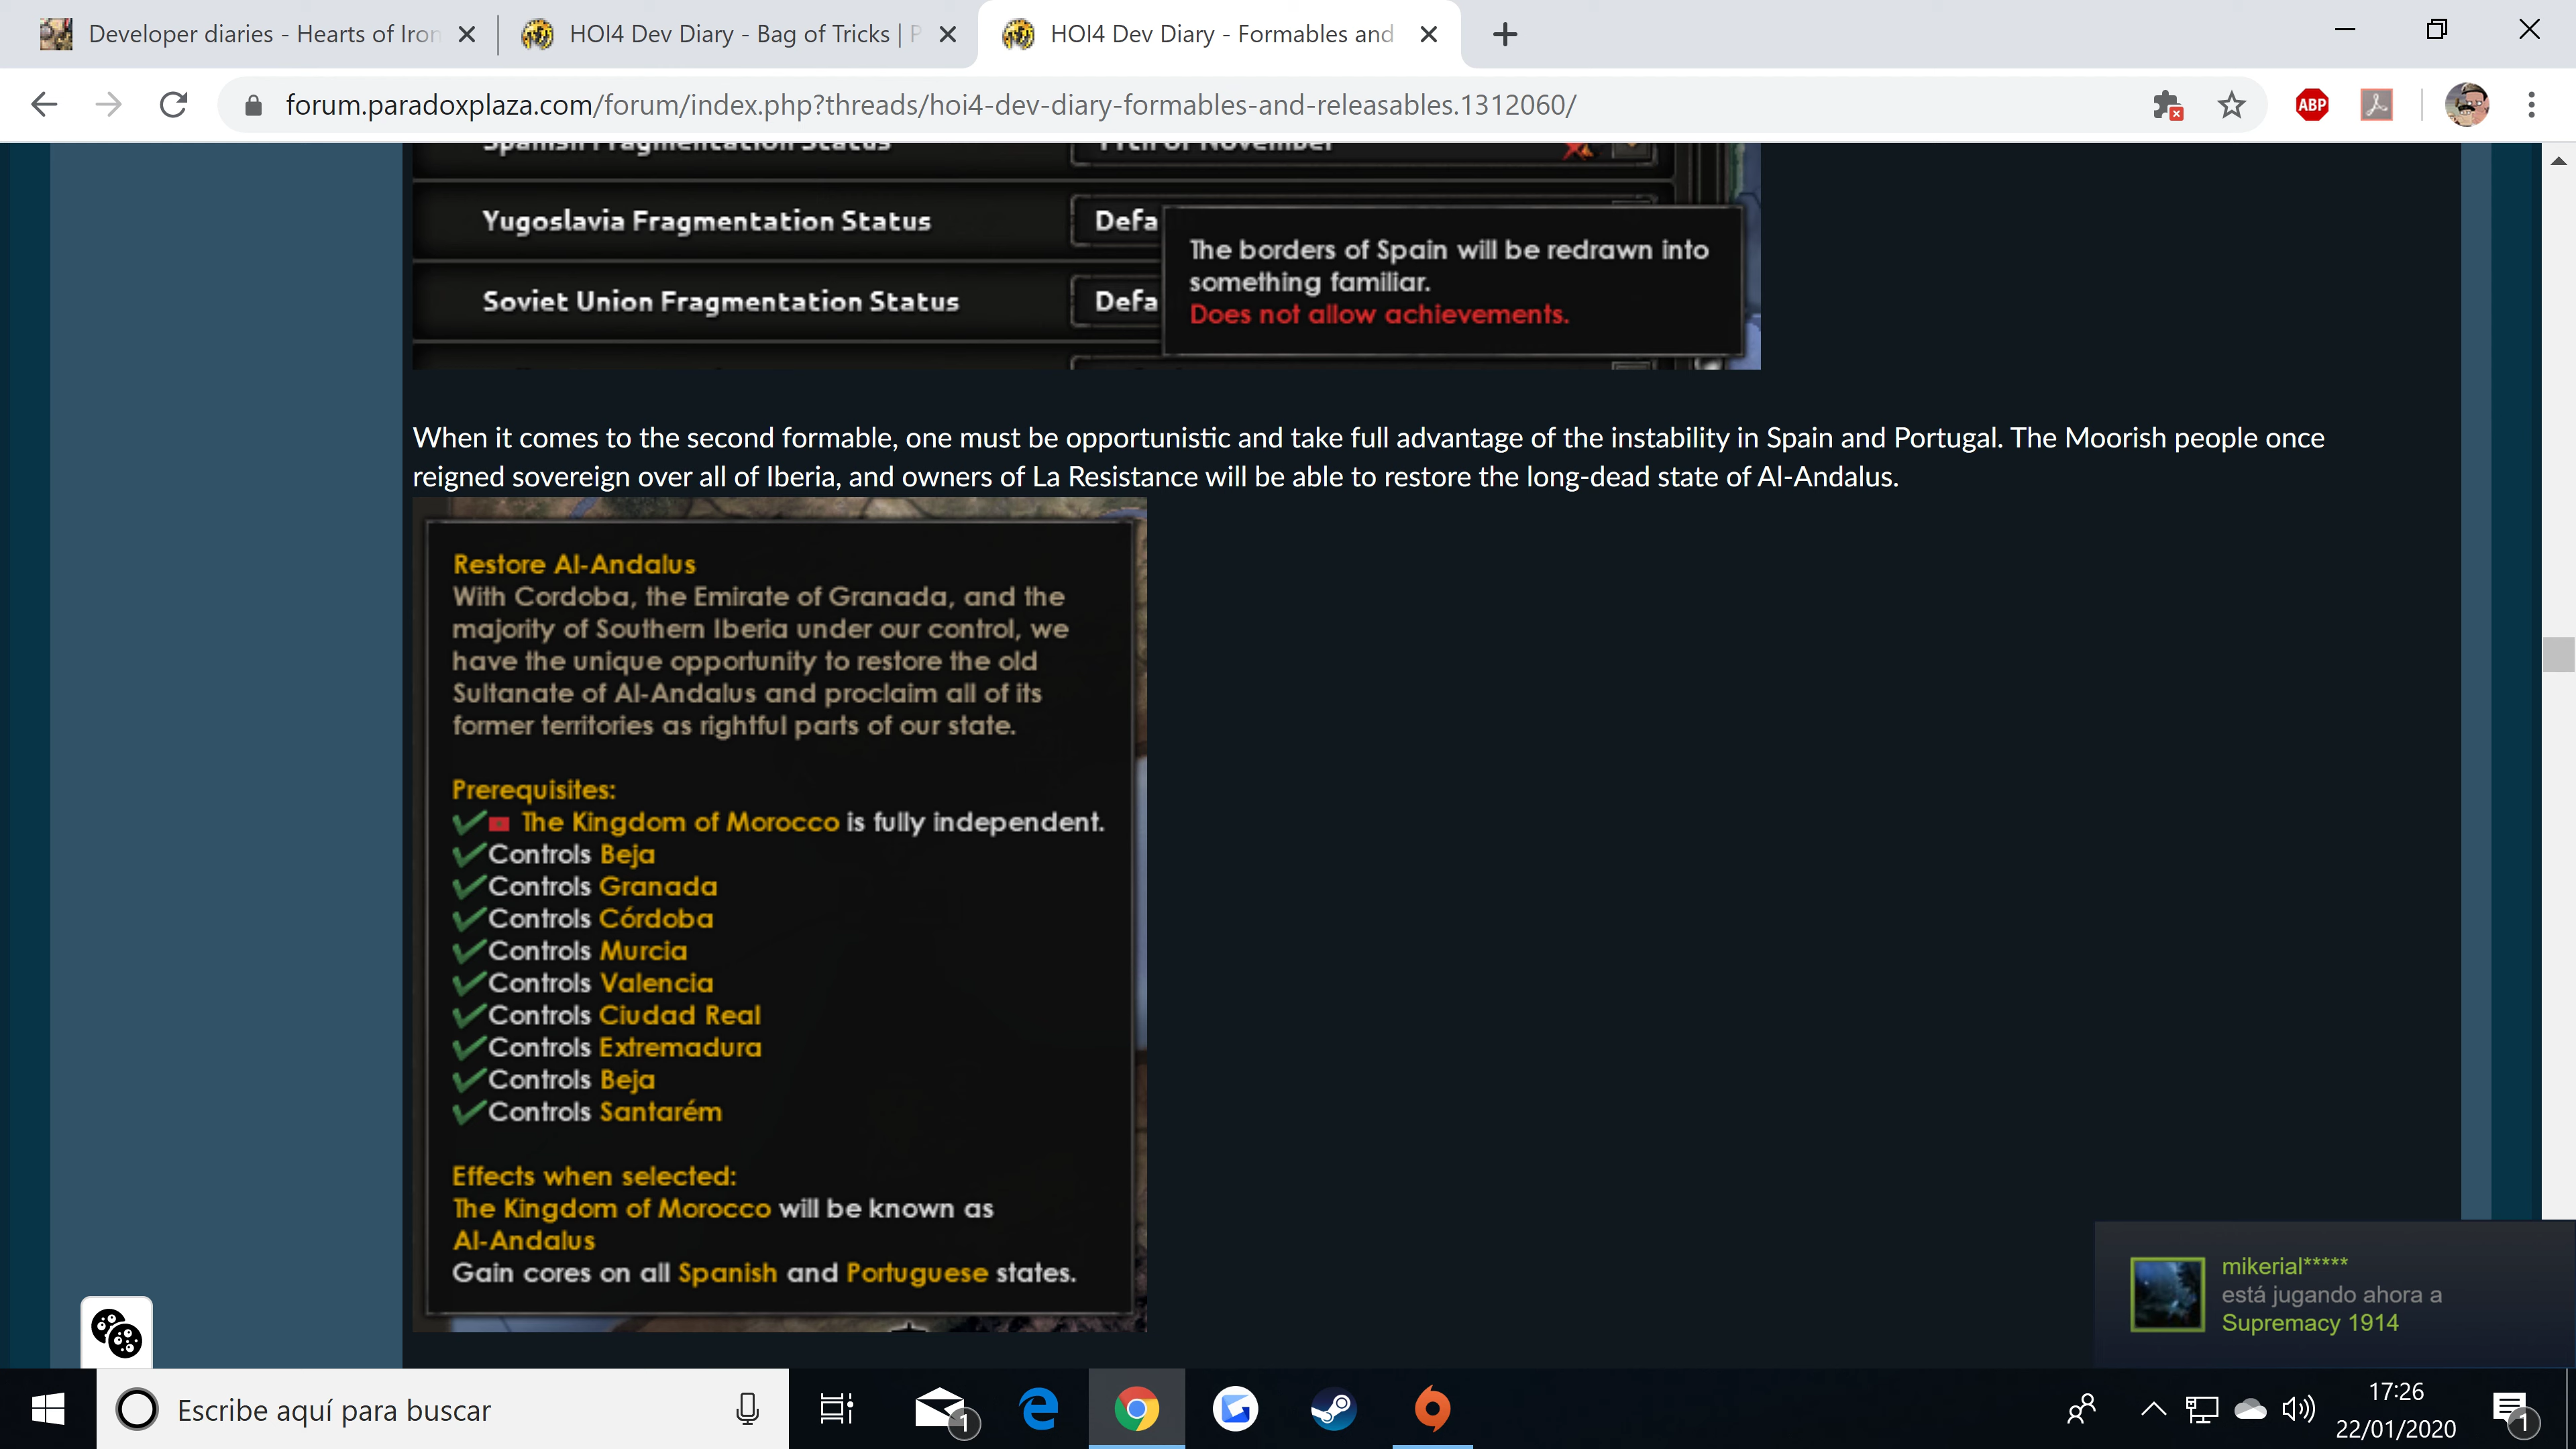 Developer diaries - Hearts of Iron
HOI4 Dev Diary - Bag of Tricks | P
HOI4 Dev Diary - Formables and
forum.paradoxplaza.com/forum/index.php?threads/hoi4-dev-diary-formables-and-releasables.1312060/
ABP
Spanish Fragmentation Status
11th of November
Yugoslavia Fragmentation Status
Defa
Soviet Union Fragmentation Status
Defa
The borders of Spain will be redrawn into
something familiar.
Does not allow achievements.
When it comes to the second formable, one must be opportunistic and take full advantage of the instability in Spain and Portugal. The Moorish people once
reigned sovereign over all of Iberia, and owners of La Resistance will be able to restore the long-dead state of Al-Andalus.
Restore Al-Andalus
With Cordoba, the Emirate of Granada, and the
majority of Southern Iberia under our control, we
have the unique opportunity to restore the old
Sultanate of Al-Andalus and proclaim all of its
former territories as rightful parts of our state.
Prerequisites:
The Kingdom of Morocco is fully independent.
Controls Beja
Controls Granada
Controls Córdoba
Controls Murcia
Controls Valencia
Controls Ciudad Real
Controls Extremadura
Controls Beja
Controls Santarém
Effects when selected:
The Kingdom of Morocco will be known as
Al-Andalus
Gain cores on all Spanish and Portuguese states.
mikerial*****
está jugando ahora a
Supremacy 1914
Escribe aquí para buscar
1
17:26
22/01/2020
1